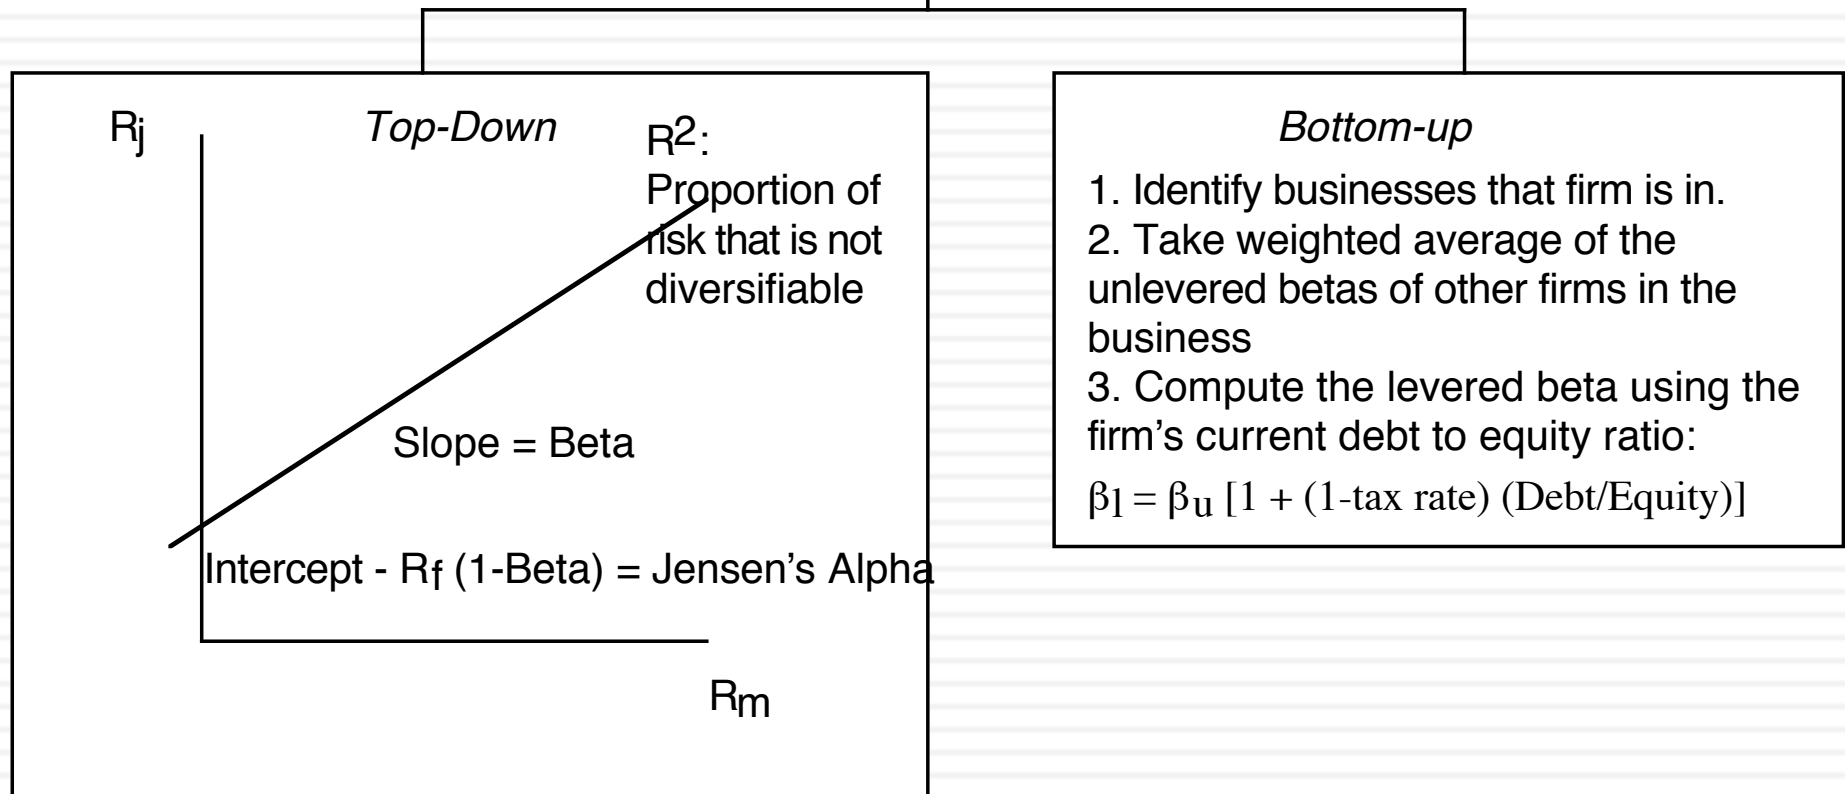 Rj
Top-Down
R2:
Proportion of
risk that is not
diversifiable
Slope = Beta
Intercept - Rf (1-Beta) = Jensen's Alpha
Rm
Bottom-up
1. Identify businesses that firm is in.
2. Take weighted average of the
unlevered betas of other firms in the
business
3. Compute the levered beta using the
firm's current debt to equity ratio:
βl = βu [1 + (1-tax rate) (Debt/Equity)]